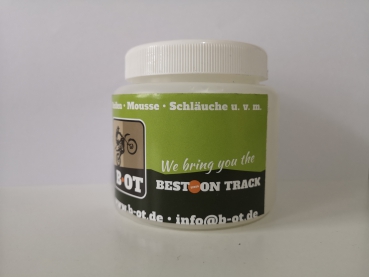 Mousse • Schläuche u. v. m.
We bring you the
B·OT
BEST ON TRACK
www.b-ot.de • info@b-ot.de